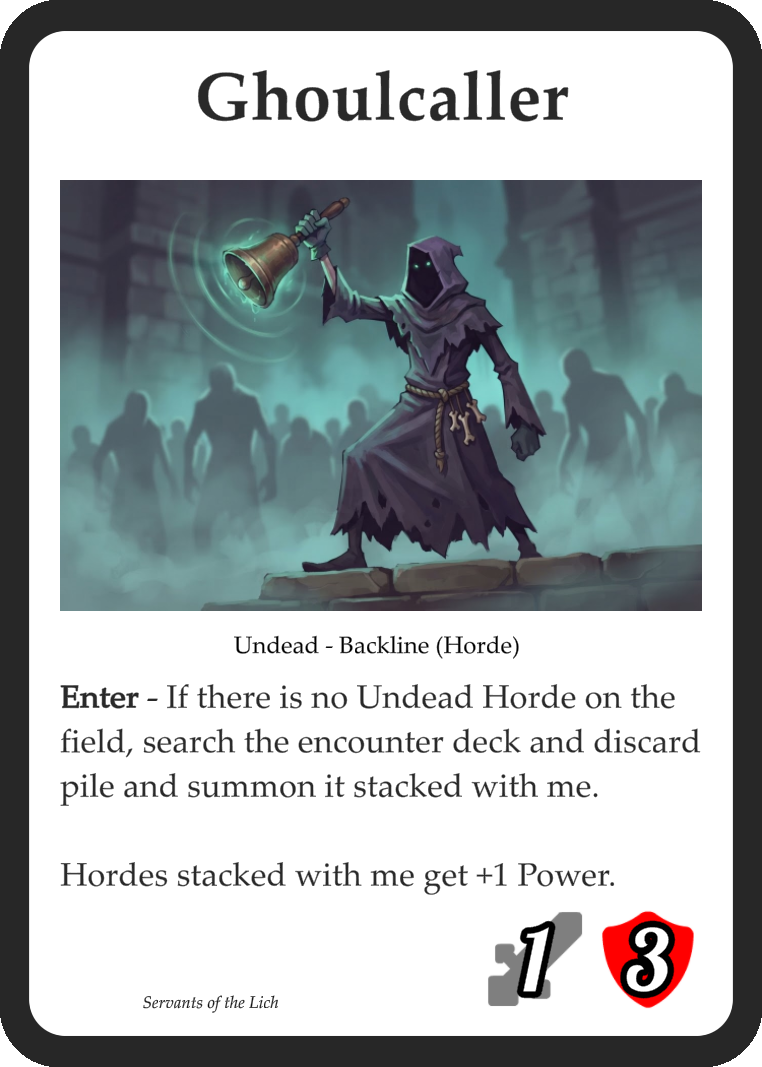 Ghoulcaller
Undead - Backline (Horde)
Enter - If there is no Undead Horde on the
field, search the encounter deck and discard
pile and summon it stacked with me.
Hordes stacked with me get +1 Power.
1 3
Servants of the Lich